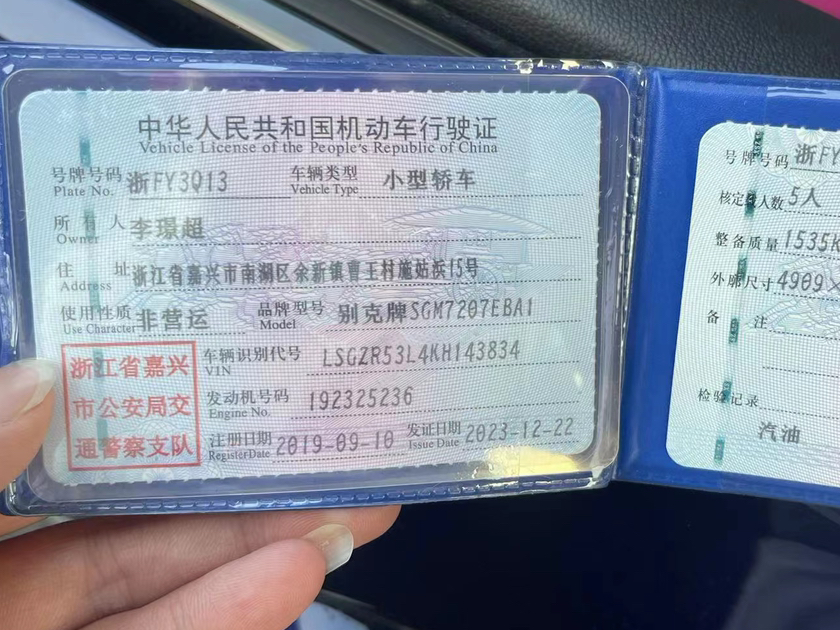 中华人民共和国机动车行驶证
Vehicle License of the People's Republic of China
号牌号码 浙FY3Q13 车辆类型 小型轿车
Plate No. Vehicle Type
所有人 李璟超
Owner
住址 浙江省嘉兴市南湖区余新镇曹王村施姑浜15号
Address
使用性质 非营运 品牌型号 别克牌SGM7207EBA1
Use Character Model
浙江省嘉兴
市公安局交
通警察支队
车辆识别代号 LSGZR53L4KH143834
VIN
发动机号码 192325236
Engine No.
注册日期 2019-09-10 发证日期 2023-12-22
Register Date Issue Date
号牌号码 浙FY
核定载人数 5人
整备质量 1535K
外廓尺寸 4909×
备注
检验记录
汽油